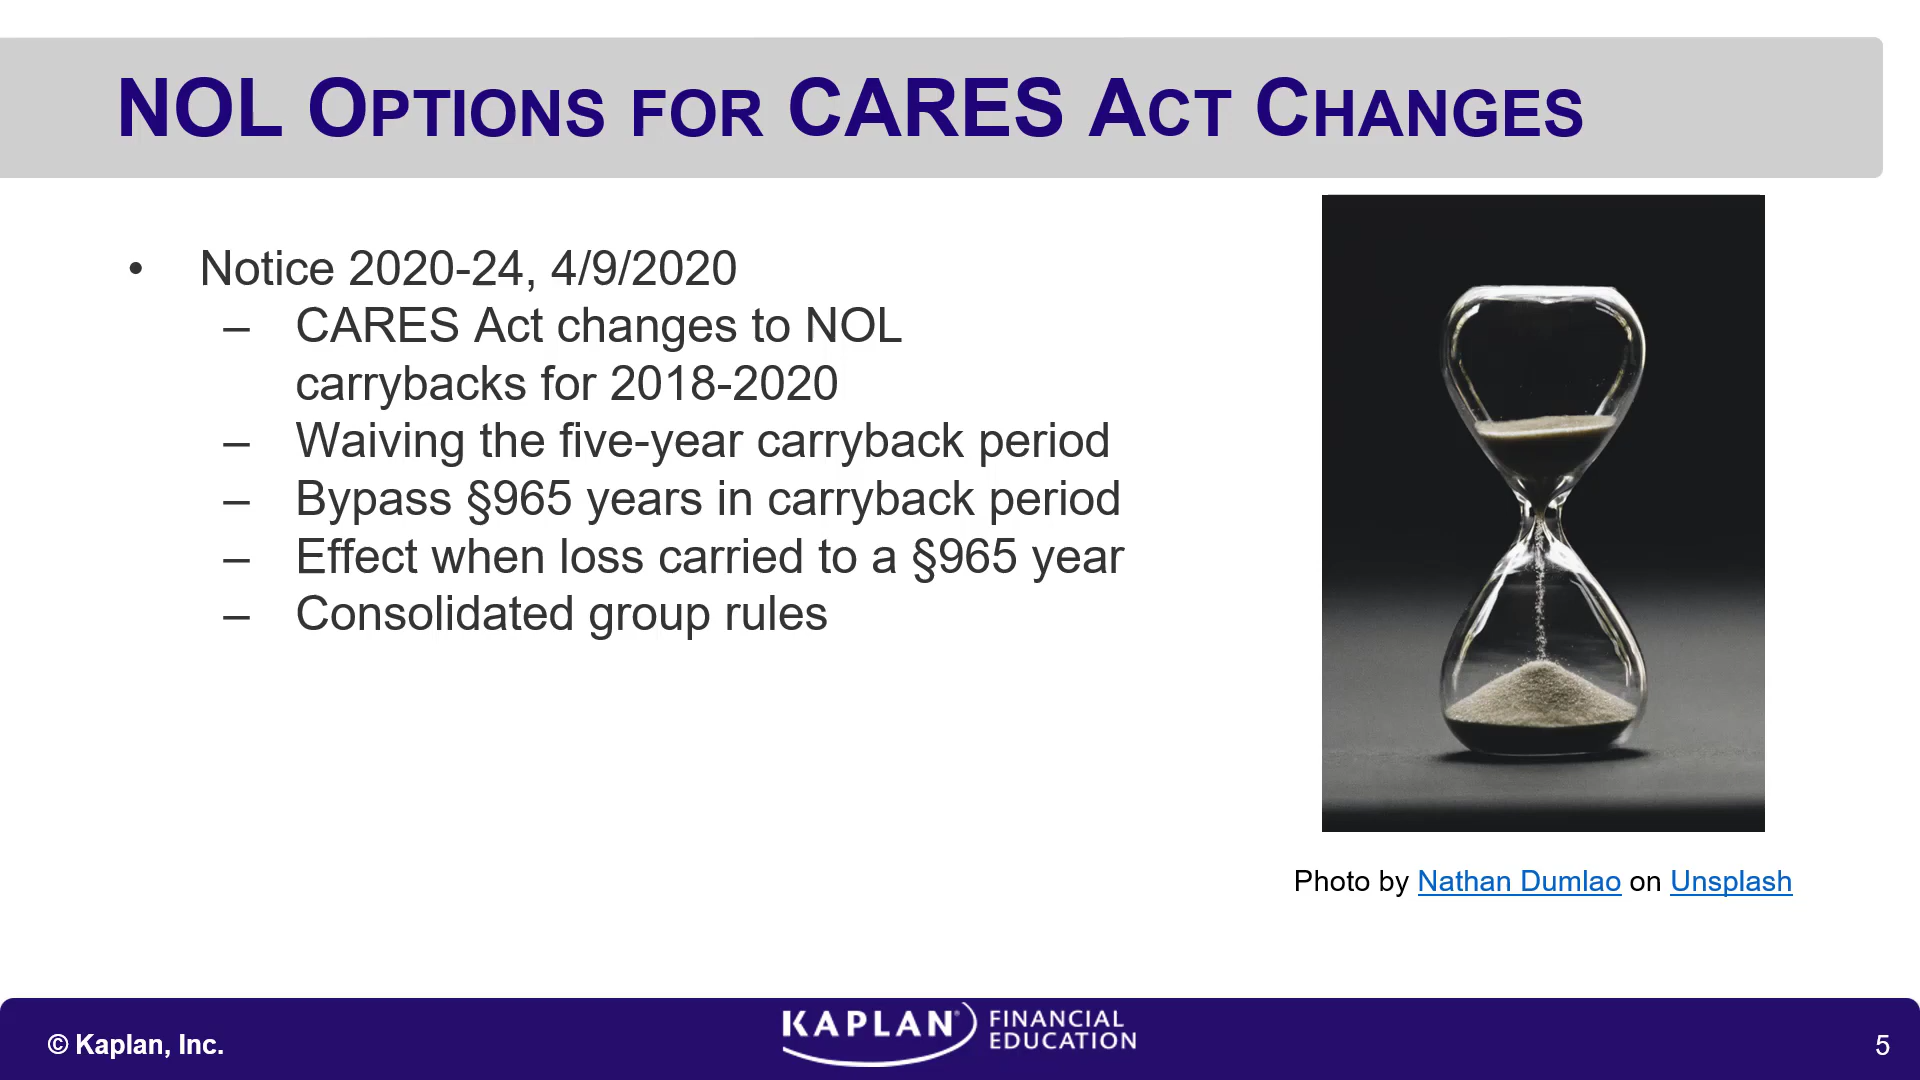 NOL OPTIONS FOR CARES ACT CHANGES
• Notice 2020-24, 4/9/2020
– CARES Act changes to NOL
carrybacks for 2018-2020
– Waiving the five-year carryback period
– Bypass §965 years in carryback period
– Effect when loss carried to a §965 year
– Consolidated group rules
Photo by Nathan Dumlao on Unsplash
© Kaplan, Inc.
KAPLAN® FINANCIAL
EDUCATION
5